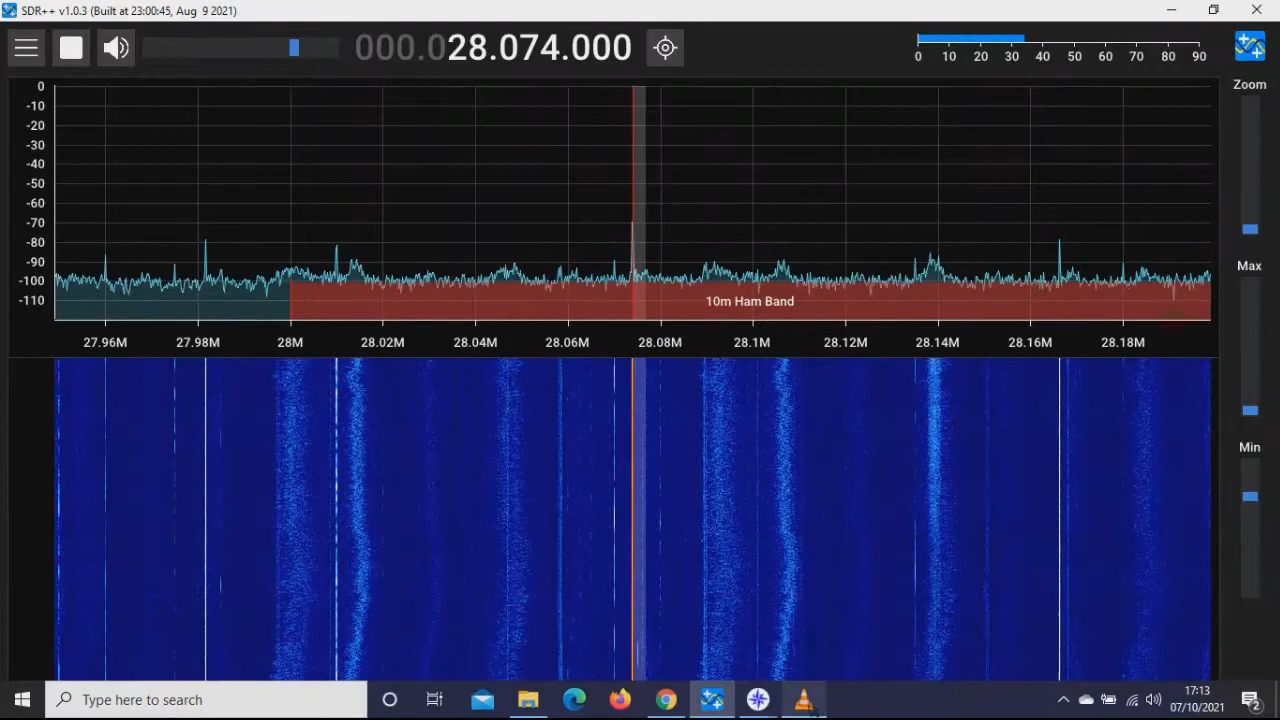 SDR++ v1.0.3 (Built at 23:00:45, Aug 9 2021)
000.028.074.000
0 10 20 30 40 50 60 70 80 90
Zoom
0
-10
-20
-30
-40
-50
-60
-70
-80
-90
-100
-110
10m Ham Band
27.96M 27.98M 28M 28.02M 28.04M 28.06M 28.08M 28.1M 28.12M 28.14M 28.16M 28.18M
Max
Min
Type here to search
17:13
07/10/2021
2